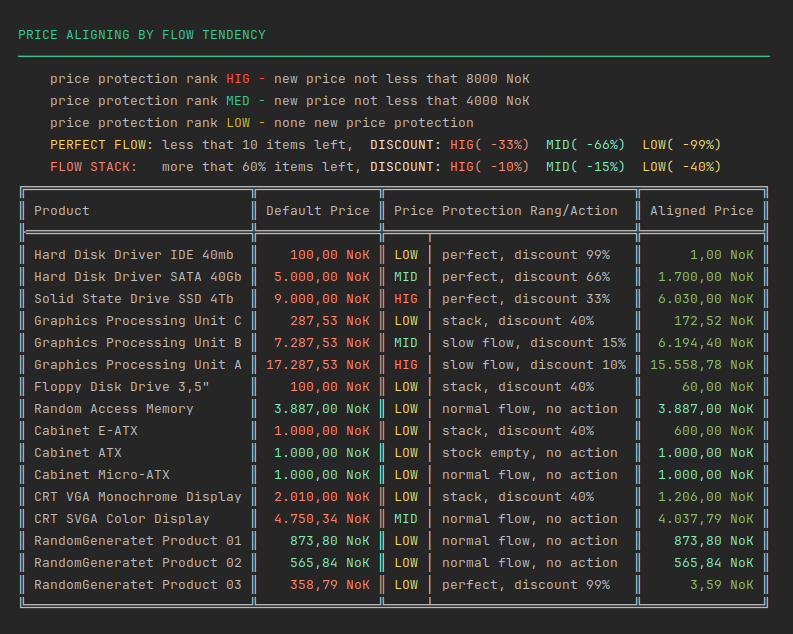 PRICE ALIGNING BY FLOW TENDENCY
price protection rank HIG - new price not less that 8000 NoK
price protection rank MED - new price not less that 4000 NoK
price protection rank LOW - none new price protection
PERFECT FLOW: less that 10 items left, DISCOUNT: HIG( -33%) MID( -66%) LOW( -99%)
FLOW STACK: more that 60% items left, DISCOUNT: HIG( -10%) MID( -15%) LOW( -40%)
Product Default Price Price Protection Rang/Action Aligned Price
Hard Disk Driver IDE 40mb 100,00 NoK LOW perfect, discount 99% 1,00 NoK
Hard Disk Driver SATA 40Gb 5.000,00 NoK MID perfect, discount 66% 1.700,00 NoK
Solid State Drive SSD 4Tb 9.000,00 NoK HIG perfect, discount 33% 6.030,00 NoK
Graphics Processing Unit C 287,53 NoK LOW stack, discount 40% 172,52 NoK
Graphics Processing Unit B 7.287,53 NoK MID slow flow, discount 15% 6.194,40 NoK
Graphics Processing Unit A 17.287,53 NoK HIG slow flow, discount 10% 15.558,78 NoK
Floppy Disk Drive 3,5" 100,00 NoK LOW stack, discount 40% 60,00 NoK
Random Access Memory 3.887,00 NoK LOW normal flow, no action 3.887,00 NoK
Cabinet E-ATX 1.000,00 NoK LOW stack, discount 40% 600,00 NoK
Cabinet ATX 1.000,00 NoK LOW stock empty, no action 1.000,00 NoK
Cabinet Micro-ATX 1.000,00 NoK LOW normal flow, no action 1.000,00 NoK
CRT VGA Monochrome Display 2.010,00 NoK LOW stack, discount 40% 1.206,00 NoK
CRT SVGA Color Display 4.750,34 NoK MID normal flow, no action 4.037,79 NoK
RandomGeneratet Product 01 873,80 NoK LOW normal flow, no action 873,80 NoK
RandomGeneratet Product 02 565,84 NoK LOW normal flow, no action 565,84 NoK
RandomGeneratet Product 03 358,79 NoK LOW perfect, discount 99% 3,59 NoK